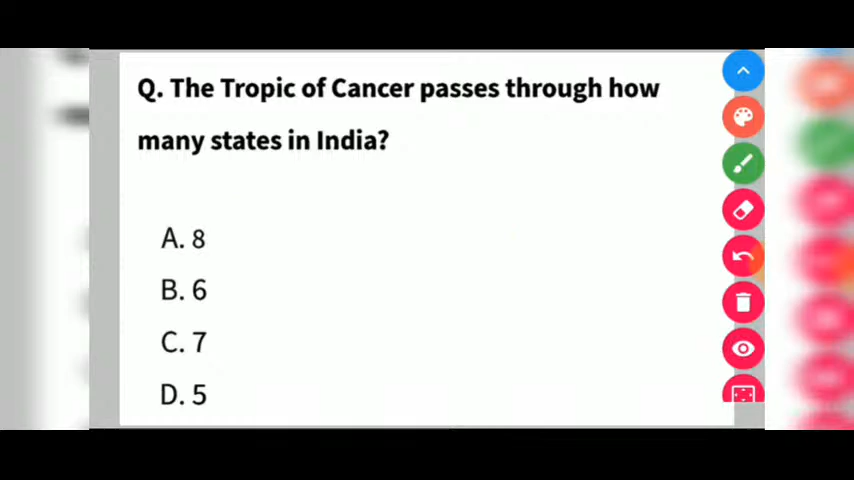 Q. The Tropic of Cancer passes through how
many states in India?
A. 8
B. 6
C. 7
D. 5